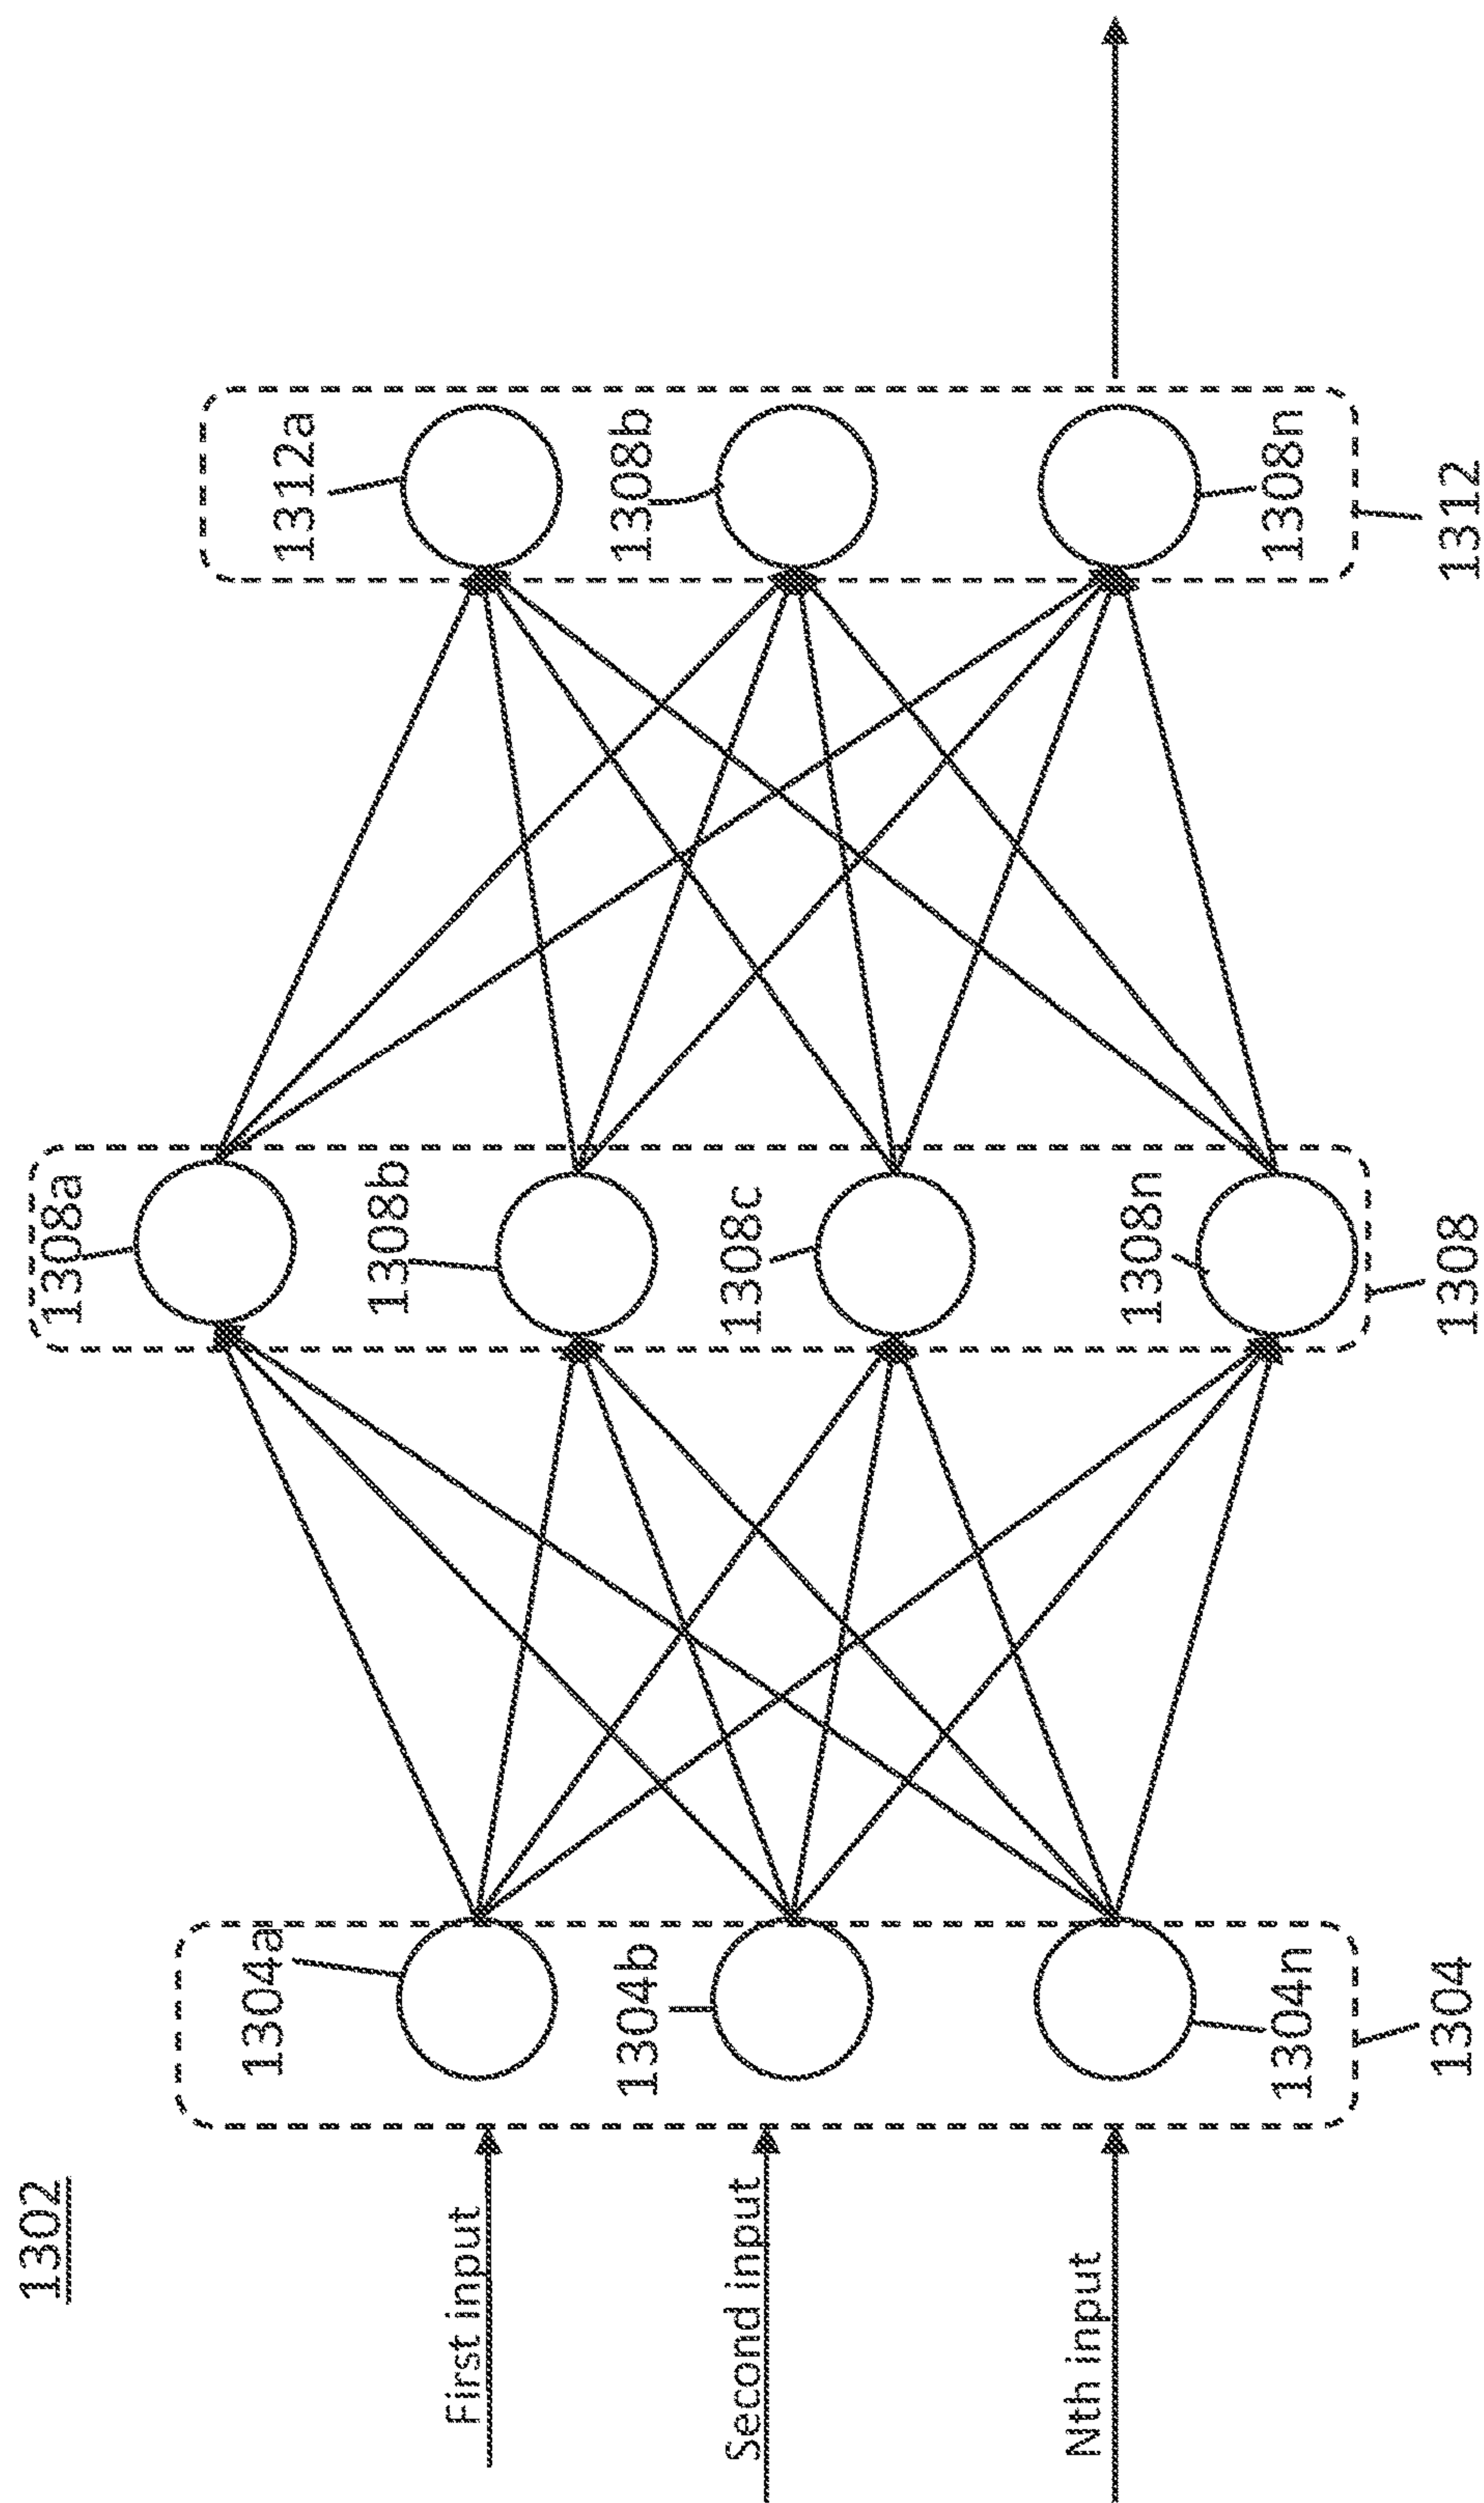 1302
First input
Second input
Nth input
1304a
1304b
1304n
1304
1308a
1308b
1308c
1308n
1308
1312a
1308b
1308n
1312